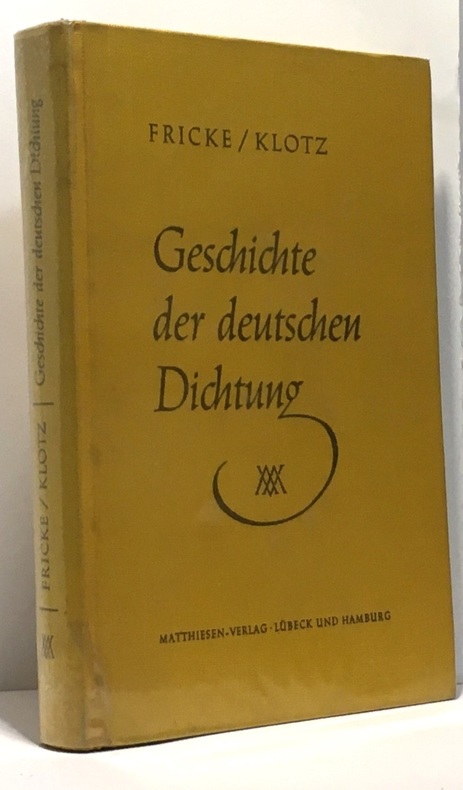 FRICKE / KLOTZ
Geschichte
der deutschen
Dichtung
MATTHIESEN-VERLAG · LÜBECK UND HAMBURG
FRICKE / KLOTZ | Geschichte der deutschen Dichtung